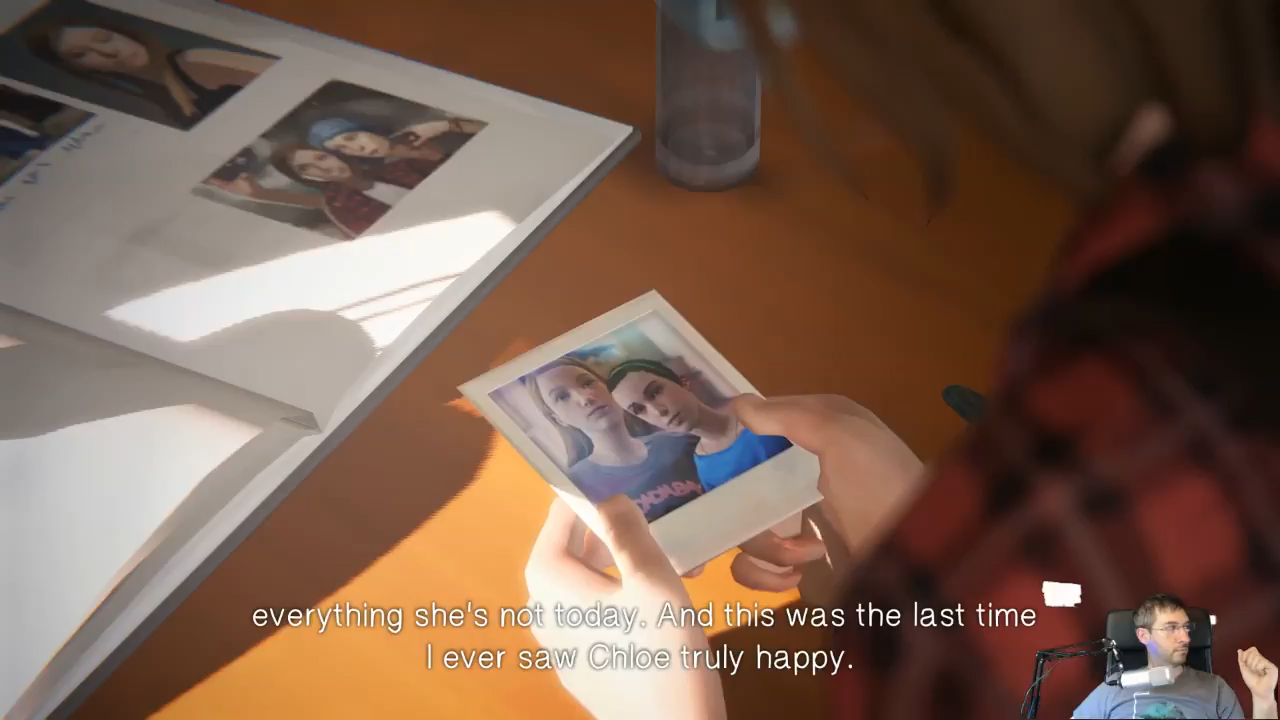 everything she's not today. And this was the last time
I ever saw Chloe truly happy.